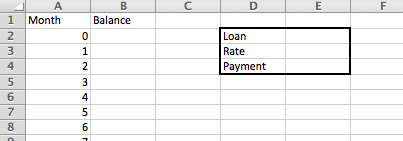 A B C D E F
1 Month Balance
2 0 Loan
3 1 Rate
4 2 Payment
5 3
6 4
7 5
8 6